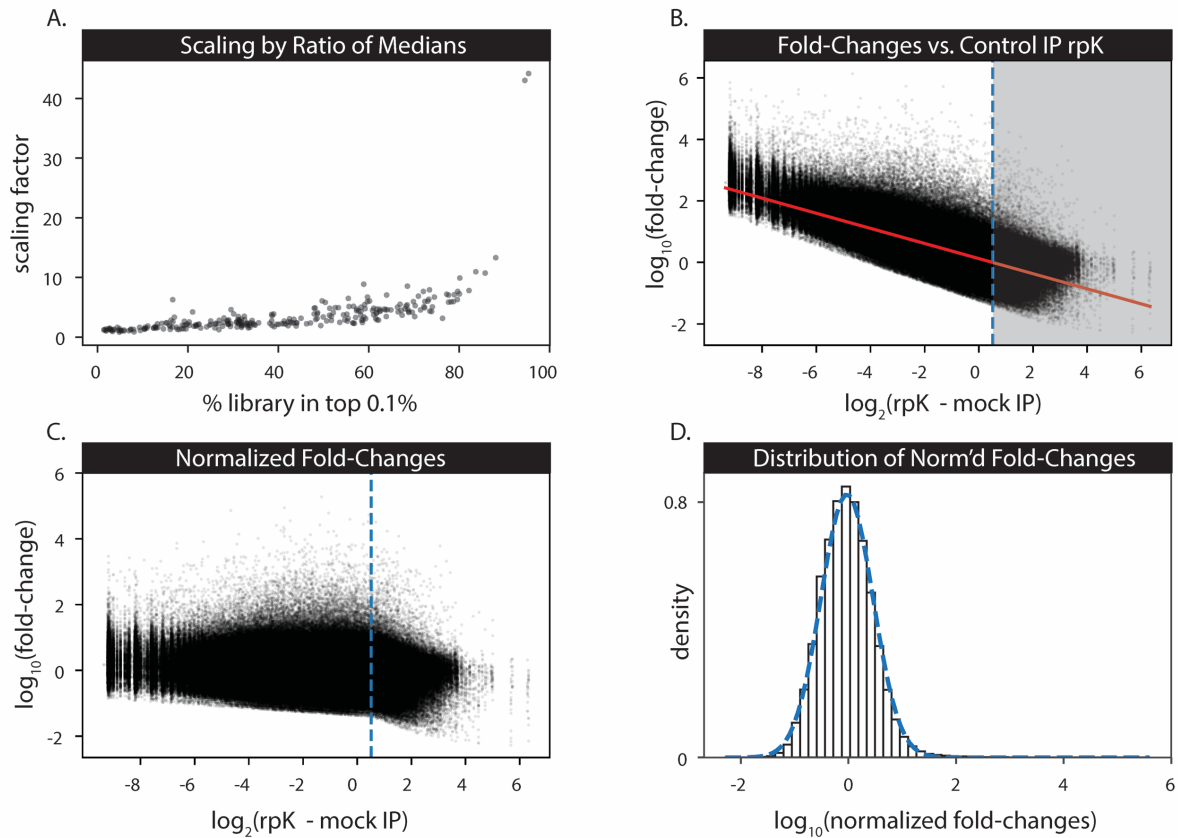 A.
Scaling by Ratio of Medians
scaling factor
40
30
20
10
0
0 20 40 60 80 100
% library in top 0.1%
B.
Fold-Changes vs. Control IP rpK
log10(fold-change)
6
4
2
0
-2
-8 -6 -4 -2 0 2 4 6
log2(rpK - mock IP)
C.
Normalized Fold-Changes
log10(fold-change)
6
4
2
0
-2
-8 -6 -4 -2 0 2 4 6
log2(rpK - mock IP)
D.
Distribution of Norm’d Fold-Changes
density
0.8
0
-2 0 2 4 6
log10(normalized fold-changes)